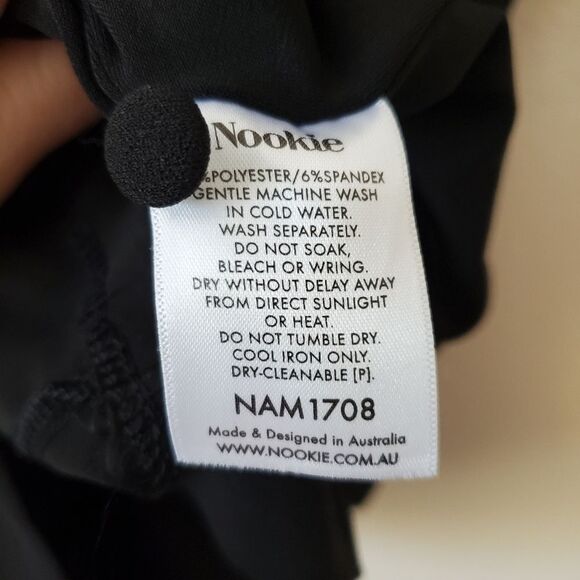 Nookie
%POLYESTER/6%SPANDEX
GENTLE MACHINE WASH
IN COLD WATER.
WASH SEPARATELY.
DO NOT SOAK,
BLEACH OR WRING.
DRY WITHOUT DELAY AWAY
FROM DIRECT SUNLIGHT
OR HEAT.
DO NOT TUMBLE DRY.
COOL IRON ONLY.
DRY-CLEANABLE [P].
NAM1708
Made & Designed in Australia
WWW.NOOKIE.COM.AU